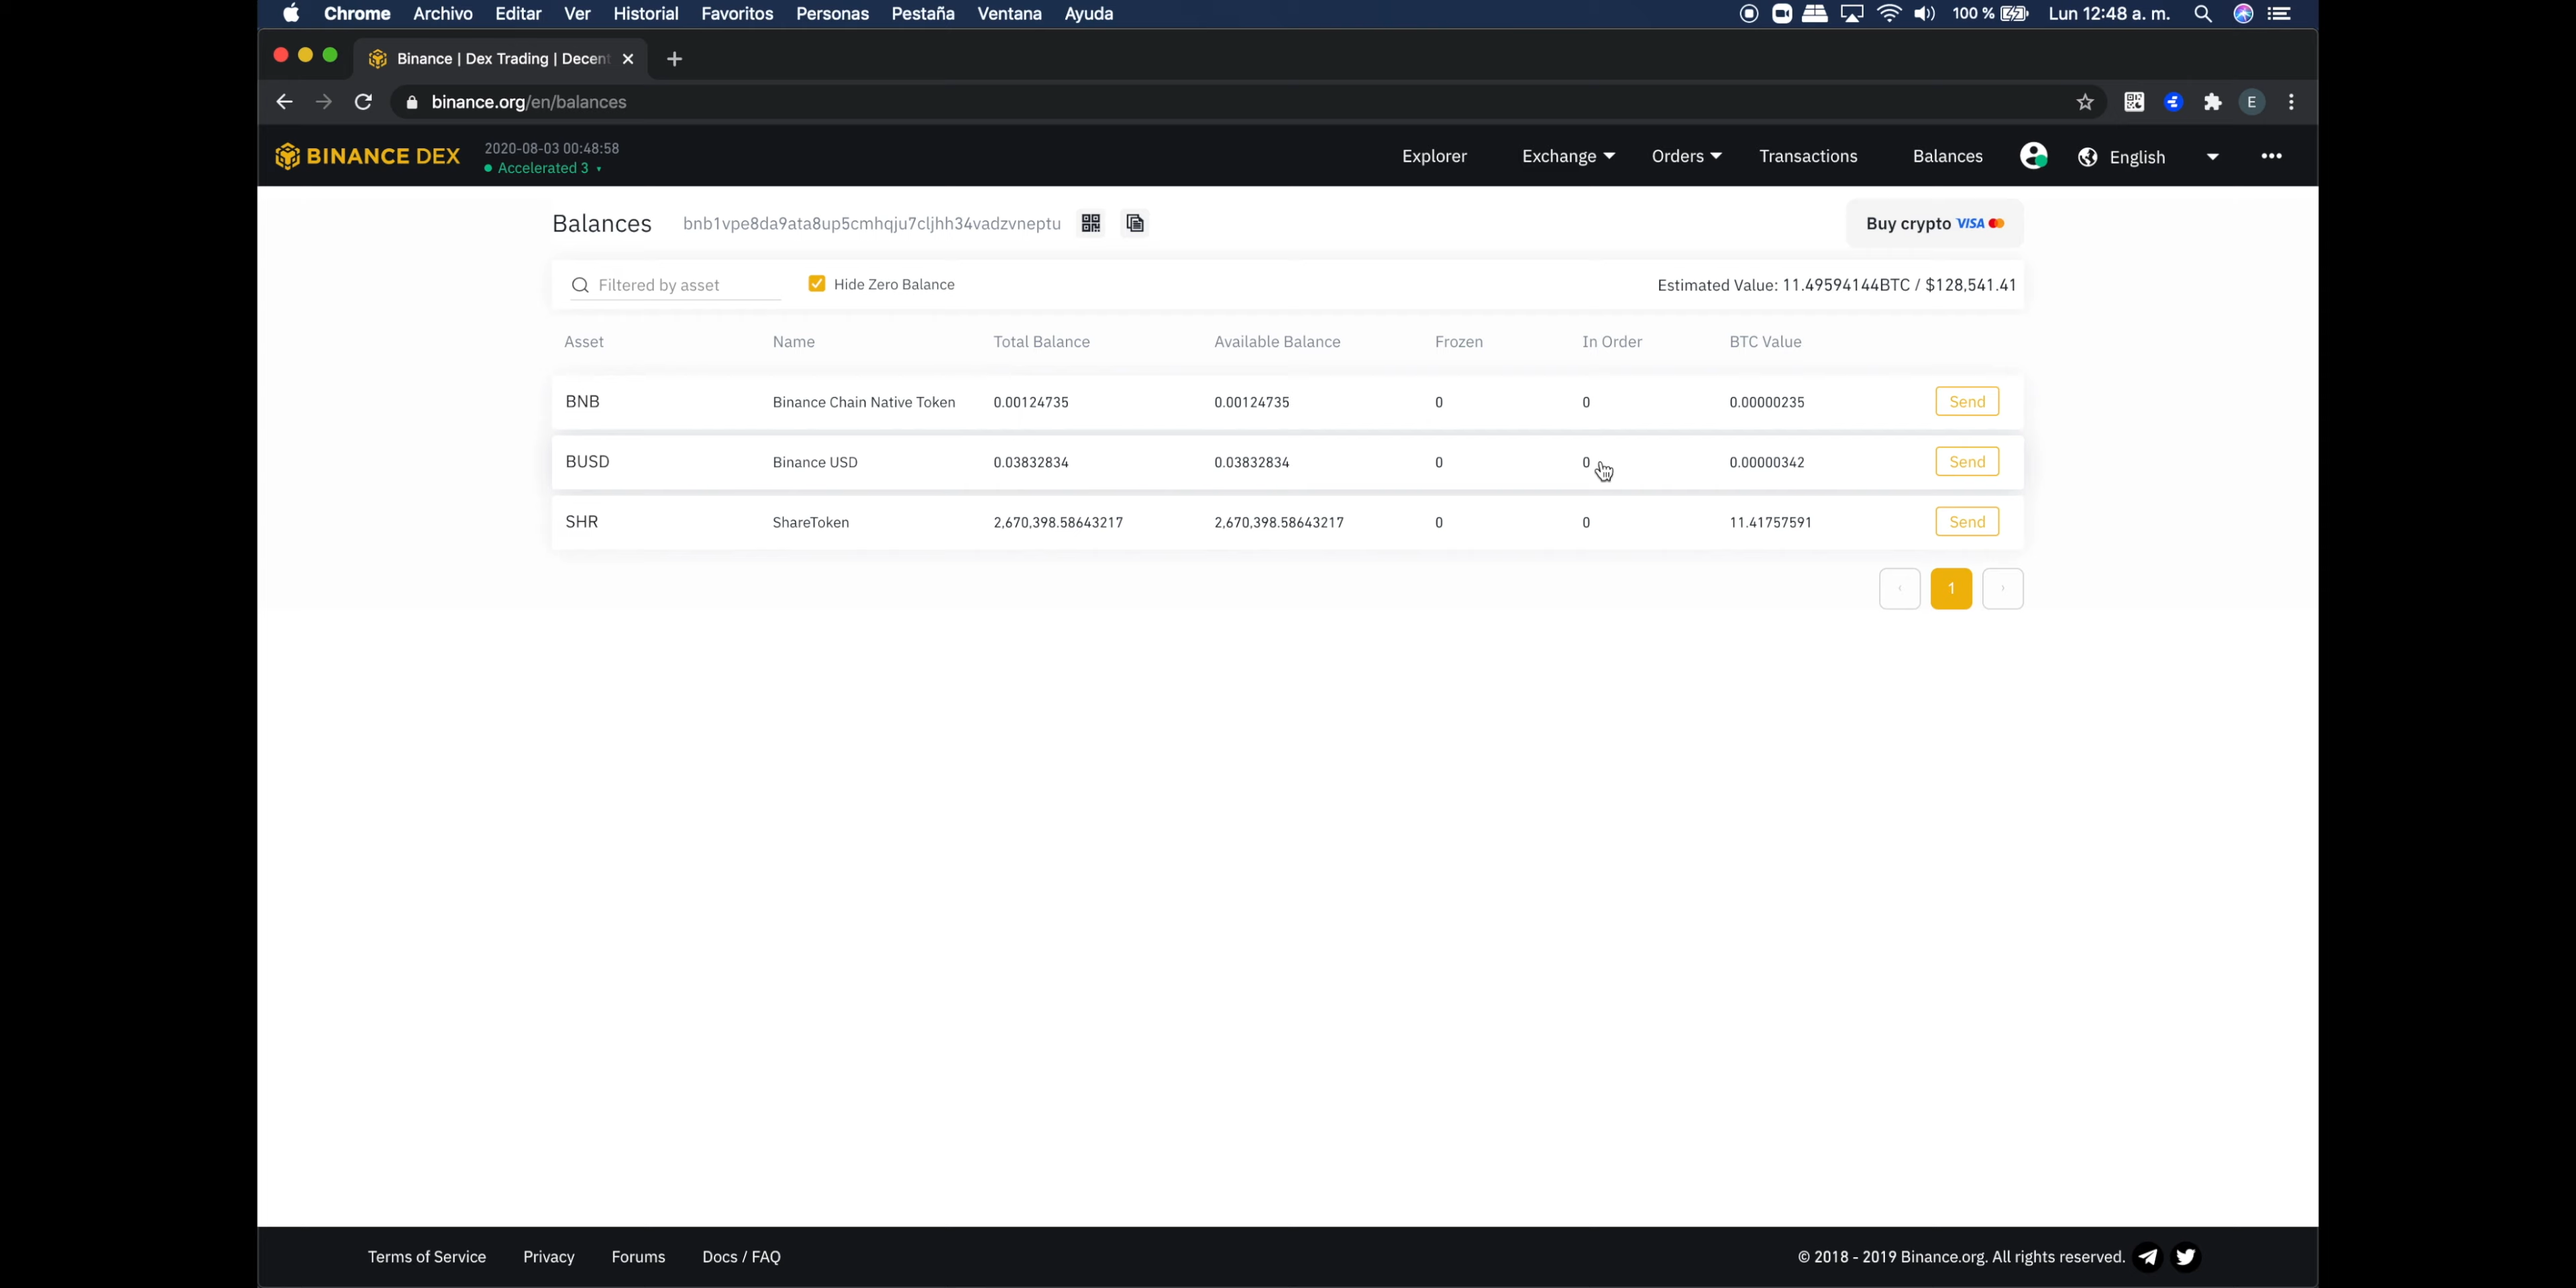 Chrome Archivo Editar Ver Historial Favoritos Personas Pestaña Ventana Ayuda 100 % Lun 12:48 a. m.
Binance | Dex Trading | Decent
binance.org/en/balances E
BINANCE DEX 2020-08-03 00:48:58
Accelerated 3
Explorer Exchange Orders Transactions Balances English
Balances bnb1vpe8da9ata8up5cmhqju7cljhh34vadzvneptu Buy crypto VISA
Filtered by asset Hide Zero Balance Estimated Value: 11.49594144BTC / $128,541.41
Asset Name Total Balance Available Balance Frozen In Order BTC Value
BNB Binance Chain Native Token 0.00124735 0.00124735 0 0 0.00000235 Send
BUSD Binance USD 0.03832834 0.03832834 0 0 0.00000342 Send
SHR ShareToken 2,670,398.58643217 2,670,398.58643217 0 0 11.41757591 Send
1
Terms of Service Privacy Forums Docs / FAQ © 2018 - 2019 Binance.org. All rights reserved.